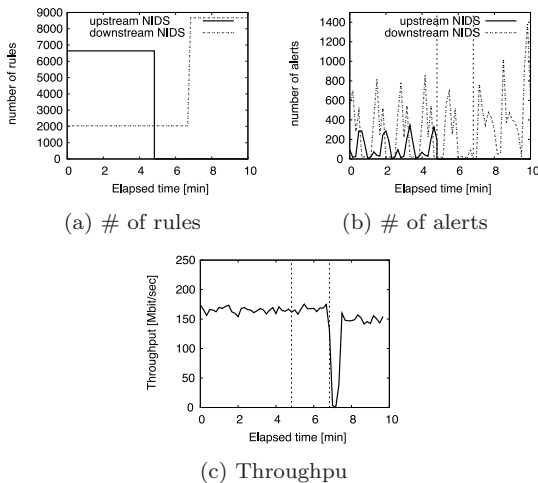 upstream NIDS
downstream NIDS
number of rules
9000
8000
7000
6000
5000
4000
3000
2000
1000
0
0 2 4 6 8 10
Elapsed time [min]
(a) # of rules
upstream NIDS
downstream NIDS
number of alerts
1400
1200
1000
800
600
400
200
0
0 2 4 6 8 10
Elapsed time [min]
(b) # of alerts
Throughput [Mbit/sec]
250
200
150
100
50
0
0 2 4 6 8 10
Elapsed time [min]
(c) Throughpu